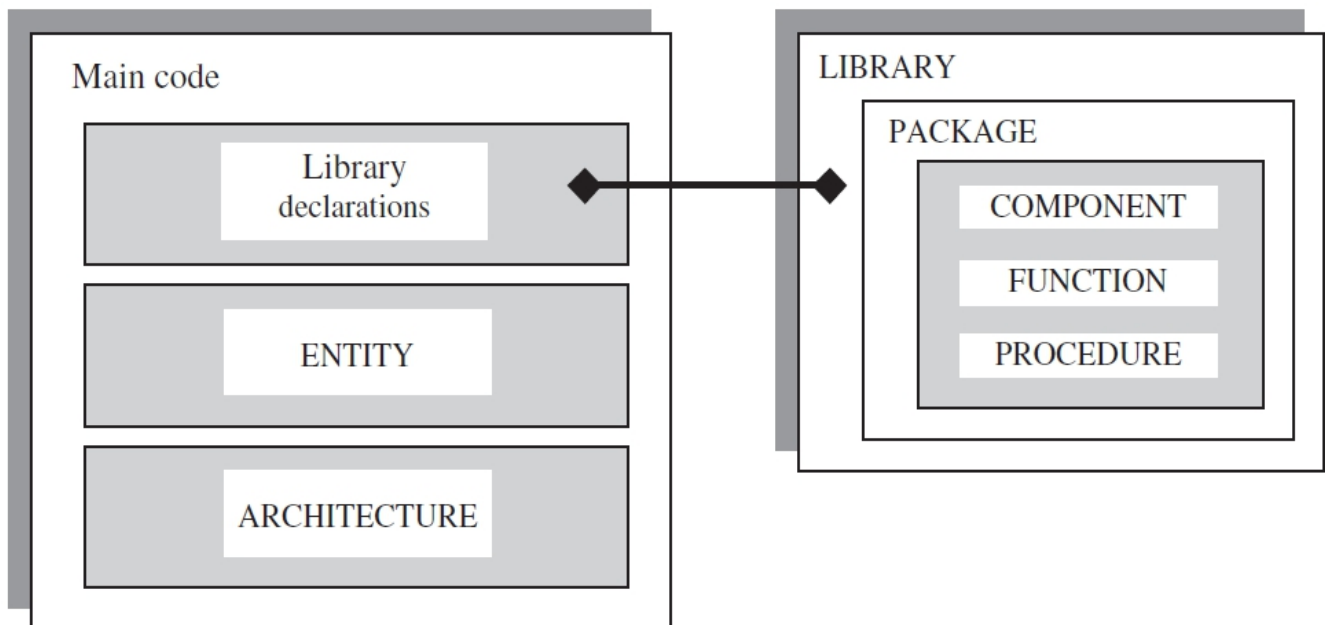 Main code
Library
declarations
ENTITY
ARCHITECTURE
LIBRARY
PACKAGE
COMPONENT
FUNCTION
PROCEDURE